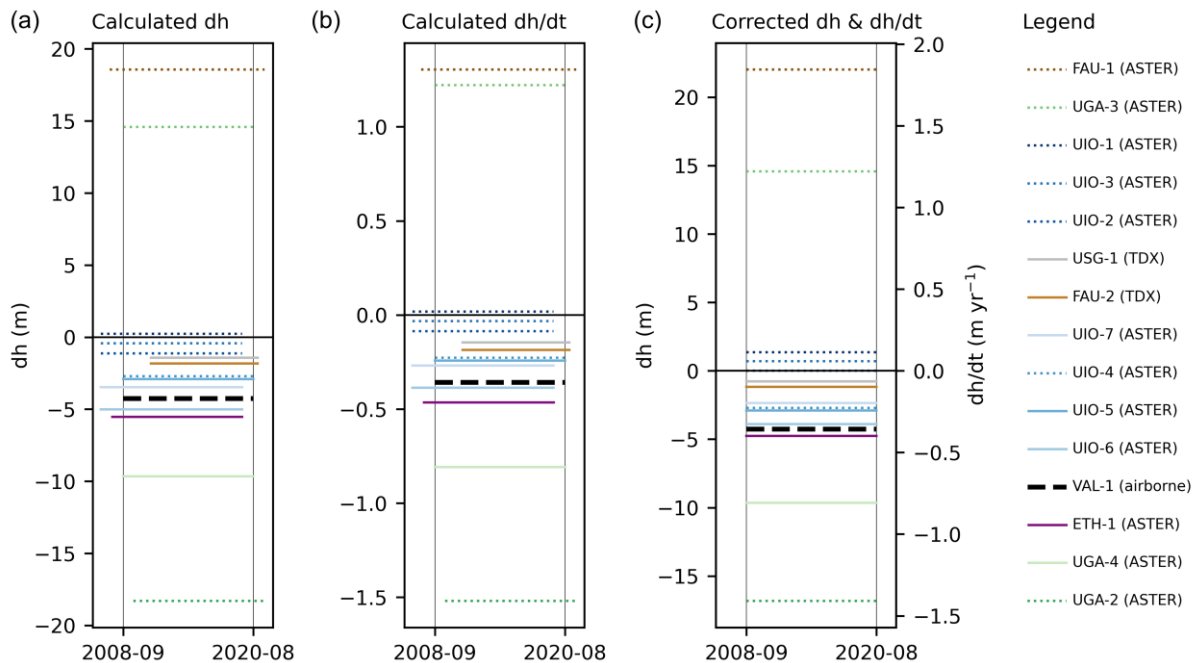 (a) Calculated dh
20
15
10
5
0
−5
−10
−15
−20
dh (m)
2008-09 2020-08
(b) Calculated dh/dt
1.0
0.5
0.0
−0.5
−1.0
−1.5
2008-09 2020-08
(c) Corrected dh & dh/dt
20
15
10
5
0
−5
−10
−15
dh (m)
2.0
1.5
1.0
0.5
0.0
−0.5
−1.0
−1.5
dh/dt (m yr⁻¹)
2008-09 2020-08
Legend
FAU-1 (ASTER)
UGA-3 (ASTER)
UIO-1 (ASTER)
UIO-3 (ASTER)
UIO-2 (ASTER)
USG-1 (TDX)
FAU-2 (TDX)
UIO-7 (ASTER)
UIO-4 (ASTER)
UIO-5 (ASTER)
UIO-6 (ASTER)
VAL-1 (airborne)
ETH-1 (ASTER)
UGA-4 (ASTER)
UGA-2 (ASTER)